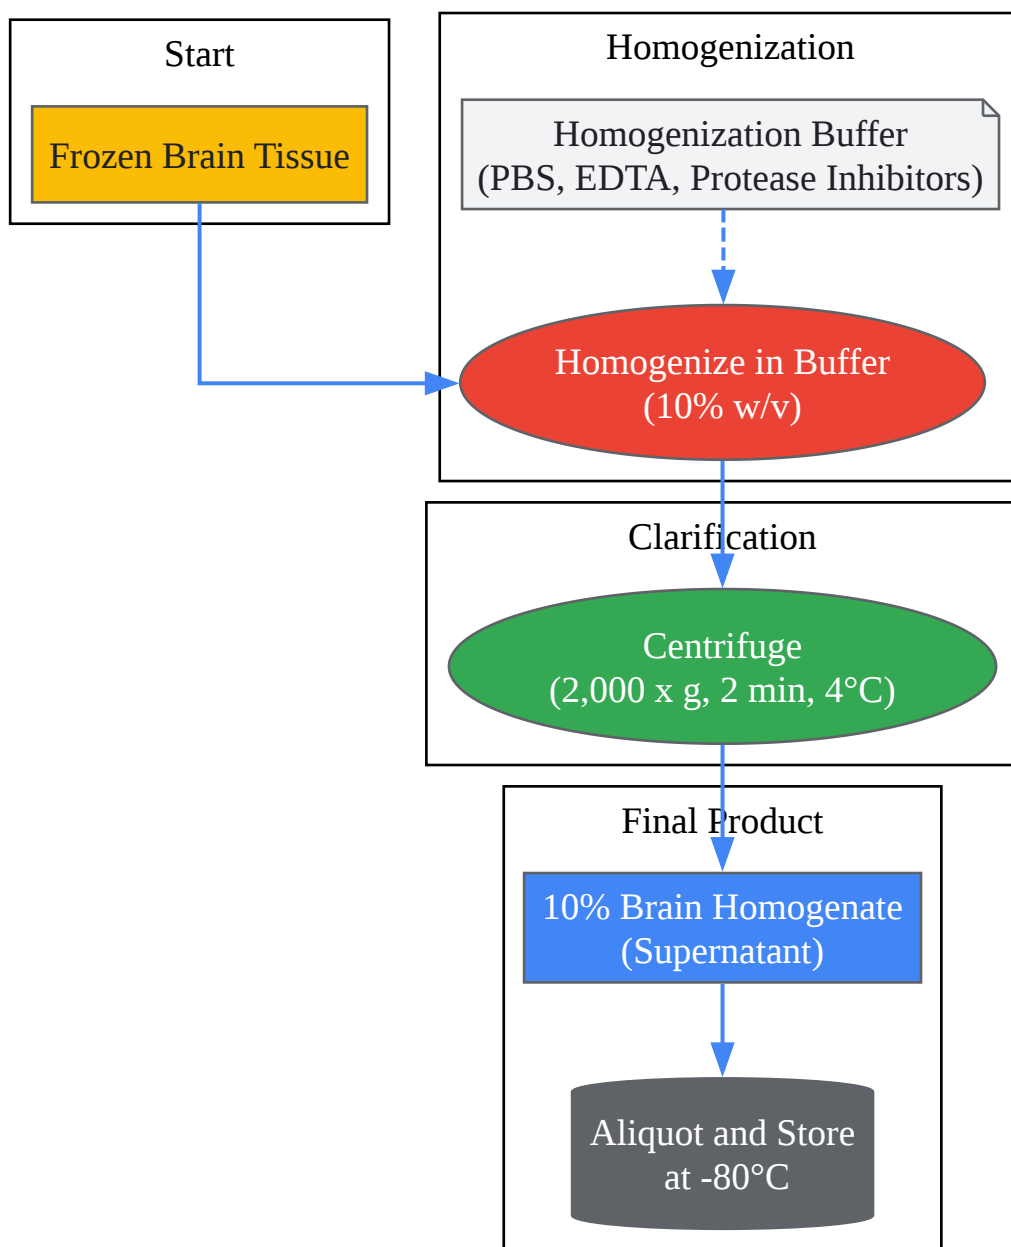 Start
Frozen Brain Tissue
Homogenization
Homogenization Buffer
(PBS, EDTA, Protease Inhibitors)
Homogenize in Buffer
(10% w/v)
Clarification
Centrifuge
(2,000 x g, 2 min, 4°C)
Final Product
10% Brain Homogenate
(Supernatant)
Aliquot and Store
at -80°C